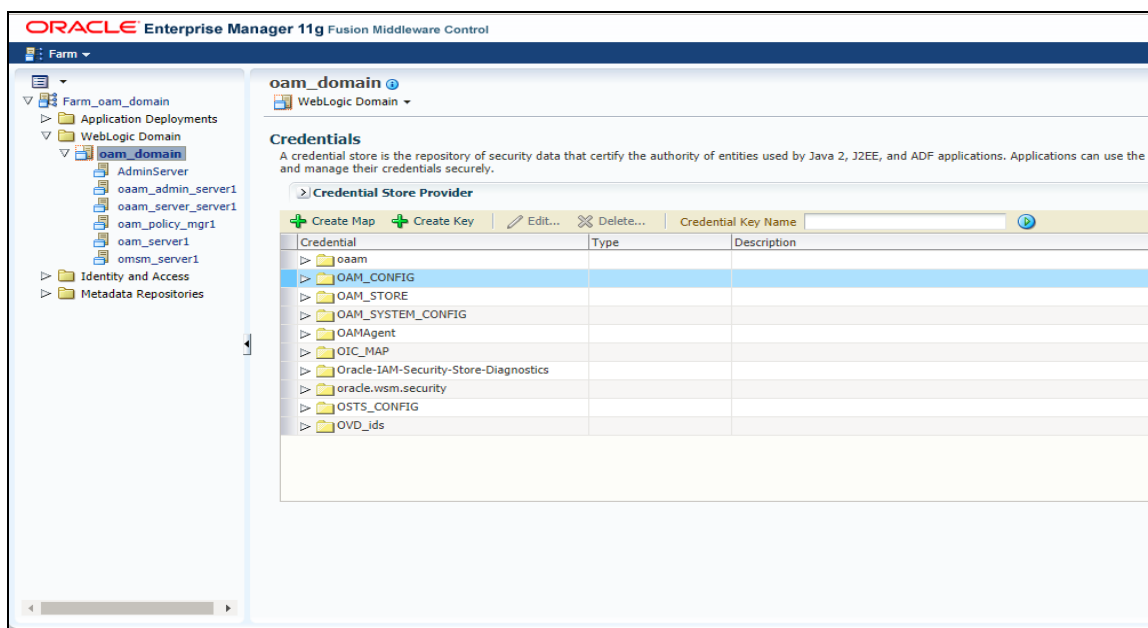 ORACLE Enterprise Manager 11g Fusion Middleware Control
Farm
Farm_oam_domain
Application Deployments
WebLogic Domain
oam_domain
AdminServer
oaam_admin_server1
oaam_server_server1
oam_policy_mgr1
oam_server1
omsm_server1
Identity and Access
Metadata Repositories
oam_domain
WebLogic Domain
Credentials
A credential store is the repository of security data that certify the authority of entities used by Java 2, J2EE, and ADF applications. Applications can use the
and manage their credentials securely.
Credential Store Provider
Create Map Create Key Edit... Delete... Credential Key Name
Credential Type Description
oaam
OAM_CONFIG
OAM_STORE
OAM_SYSTEM_CONFIG
OAMAgent
OIC_MAP
Oracle-IAM-Security-Store-Diagnostics
oracle.wsm.security
OSTS_CONFIG
OVD_ids